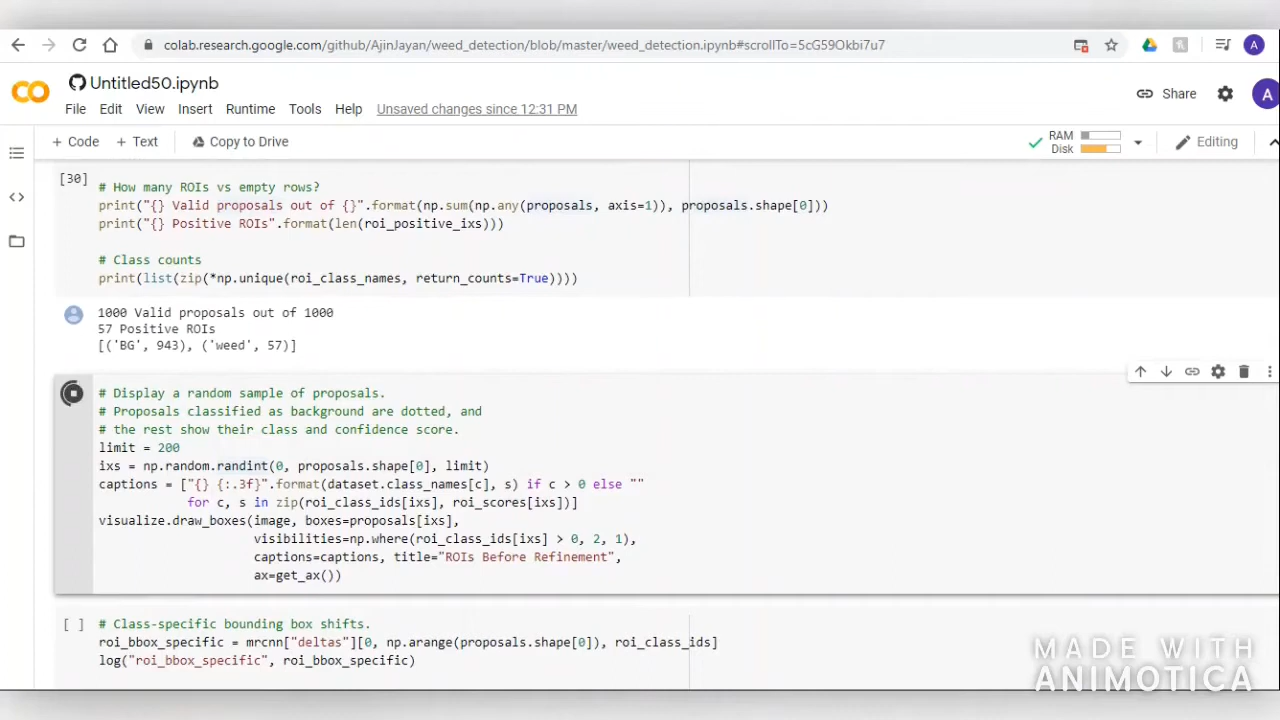 colab.research.google.com/github/AjinJayan/weed_detection/blob/master/weed_detection.ipynb#scrollTo=5cG59Okbi7u7
A
Untitled50.ipynb
File Edit View Insert Runtime Tools Help Unsaved changes since 12:31 PM
Share
A
+ Code + Text Copy to Drive
RAM
Disk
Editing
[30]
# How many ROIs vs empty rows?
print("{} Valid proposals out of {}".format(np.sum(np.any(proposals, axis=1)), proposals.shape[0]))
print("{} Positive ROIs".format(len(roi_positive_ixs)))
# Class counts
print(list(zip(*np.unique(roi_class_names, return_counts=True))))
1000 Valid proposals out of 1000
57 Positive ROIs
[('BG', 943), ('weed', 57)]
# Display a random sample of proposals.
# Proposals classified as background are dotted, and
# the rest show their class and confidence score.
limit = 200
ixs = np.random.randint(0, proposals.shape[0], limit)
captions = ["{} {:.3f}".format(dataset.class_names[c], s) if c > 0 else ""
for c, s in zip(roi_class_ids[ixs], roi_scores[ixs])]
visualize.draw_boxes(image, boxes=proposals[ixs],
visibilities=np.where(roi_class_ids[ixs] > 0, 2, 1),
captions=captions, title="ROIs Before Refinement",
ax=get_ax())
[ ]
# Class-specific bounding box shifts.
roi_bbox_specific = mrcnn["deltas"][0, np.arange(proposals.shape[0]), roi_class_ids]
log("roi_bbox_specific", roi_bbox_specific)
MADE WITH
ANIMOTICA